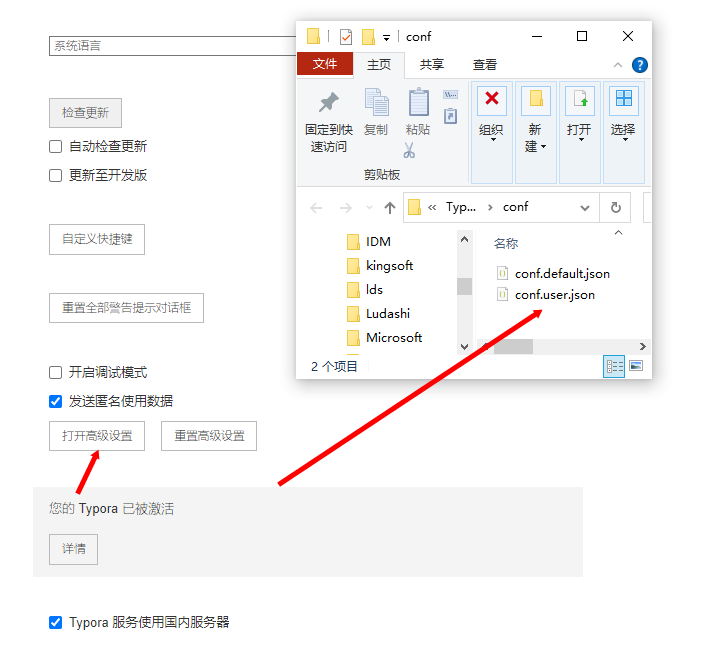 系统语言
检查更新
自动检查更新
更新至开发版
自定义快捷键
重置全部警告提示对话框
开启调试模式
发送匿名使用数据
打开高级设置
重置高级设置
您的 Typora 已被激活
详情
Typora 服务使用国内服务器
conf
文件
主页
共享
查看
?
固定到快
速访问
复制
粘贴
组织
新
建
打开
选择
剪贴板
« Typ... › conf
IDM
kingsoft
lds
Ludashi
Microsoft
名称
conf.default.json
conf.user.json
2 个项目